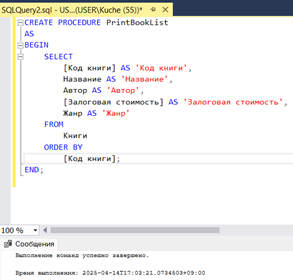 SQLQuery2.sql - US...(USER\Kuche (55))*
CREATE PROCEDURE PrintBookList
AS
BEGIN
SELECT
[Код книги] AS 'Код книги',
Название AS 'Название',
Автор AS 'Автор',
[Залоговая стоимость] AS 'Залоговая стоимость',
Жанр AS 'Жанр'
FROM
Книги
ORDER BY
[Код книги];
END;
100 %
Сообщения
Выполнение команд успешно завершено.
Время выполнения: 2025-04-14T17:03:21.0734503+09:00